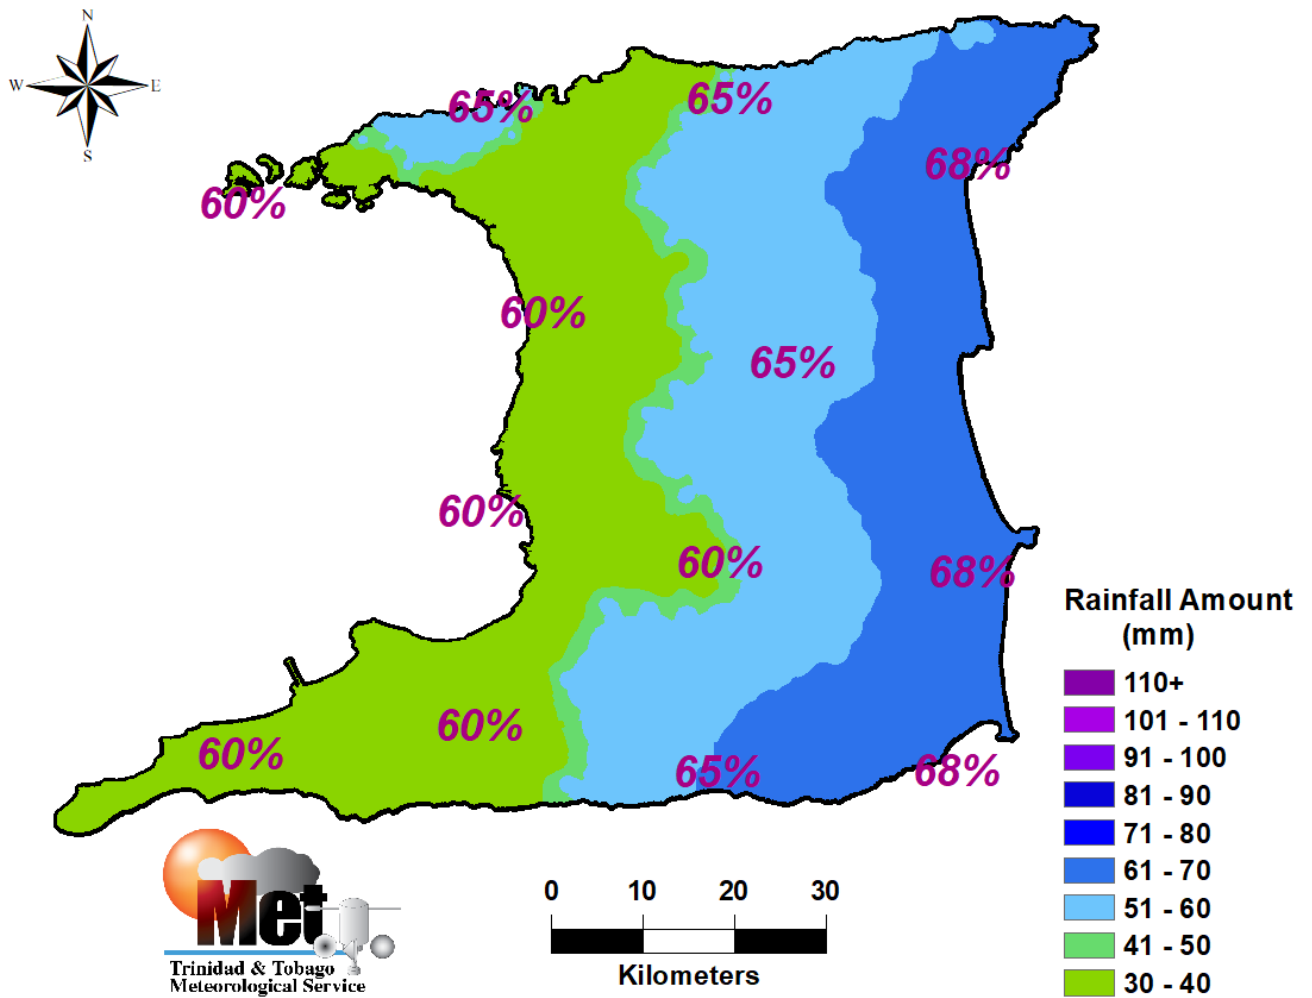 N
W E
S
65% 65%
68%
60%
60%
65%
60%
60%
68%
60%
60%
65% 68%
Rainfall Amount
(mm)
110+
101 - 110
91 - 100
81 - 90
71 - 80
61 - 70
51 - 60
41 - 50
30 - 40
0 10 20 30
Kilometers
Met
Trinidad & Tobago
Meteorological Service